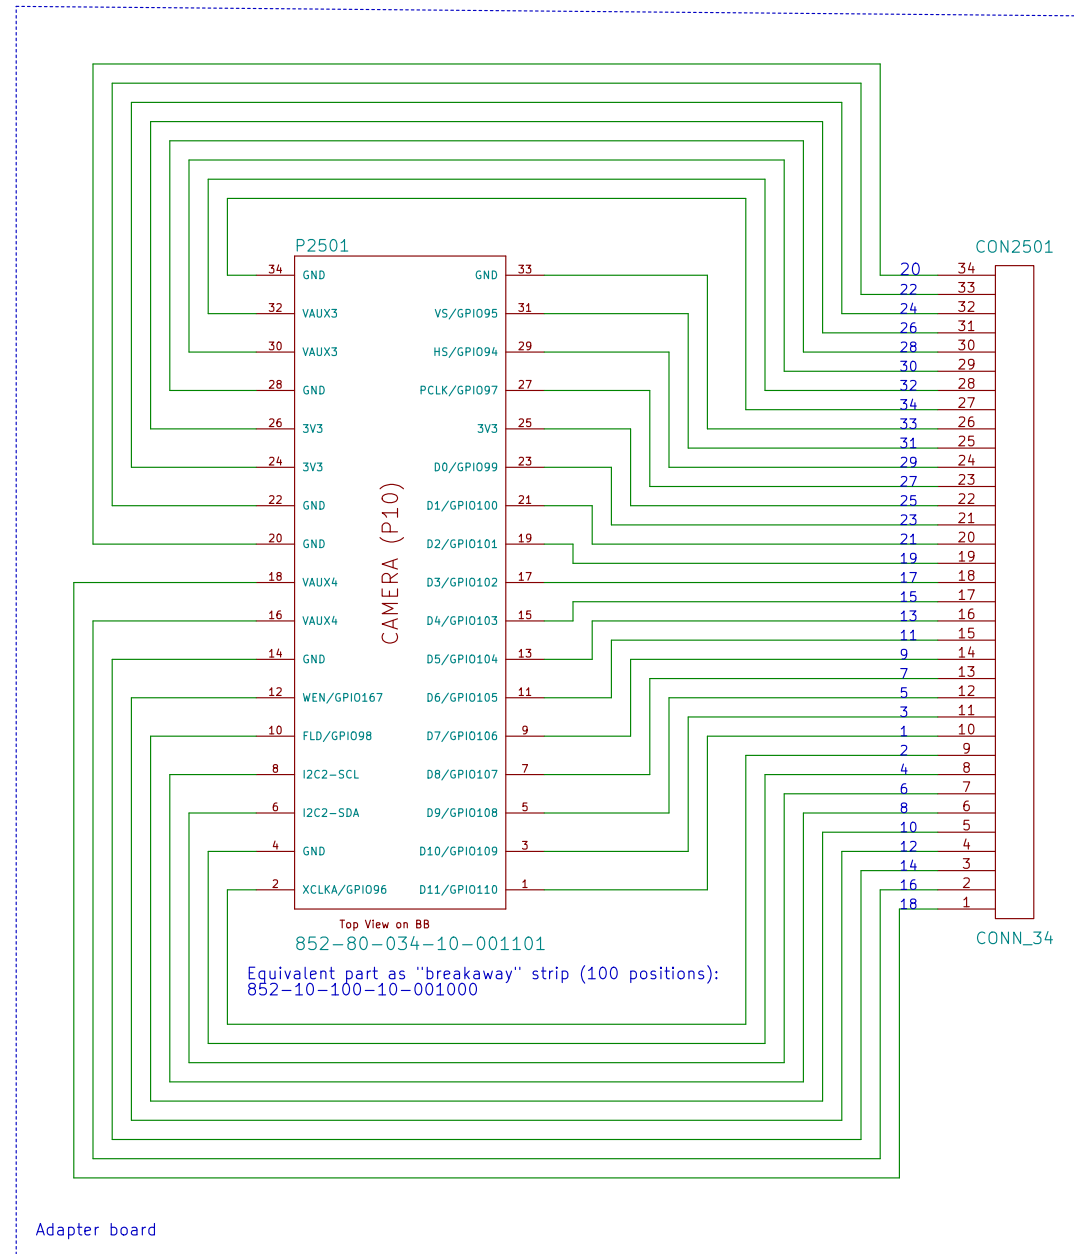 P2501
CON2501
34 GND GND 33
32 VAUX3 VS/GPIO95 31
30 VAUX3 HS/GPIO94 29
28 GND PCLK/GPIO97 27
26 3V3 3V3 25
24 3V3 D0/GPIO99 23
22 GND D1/GPIO100 21
20 GND D2/GPIO101 19
18 VAUX4 D3/GPIO102 17
16 VAUX4 D4/GPIO103 15
14 GND D5/GPIO104 13
12 WEN/GPIO167 D6/GPIO105 11
10 FLD/GPIO98 D7/GPIO106 9
8 I2C2-SCL D8/GPIO107 7
6 I2C2-SDA D9/GPIO108 5
4 GND D10/GPIO109 3
2 XCLKA/GPIO96 D11/GPIO110 1
CAMERA (P10)
Top View on BB
852-80-034-10-001101
Equivalent part as "breakaway" strip (100 positions):
852-10-100-10-001000
20 34
22 33
24 32
26 31
28 30
30 29
32 28
34 27
33 26
31 25
29 24
27 23
25 22
23 21
21 20
19 19
17 18
15 17
13 16
11 15
9 14
7 13
5 12
3 11
1 10
2 9
4 8
6 7
8 6
10 5
12 4
14 3
16 2
18 1
CONN_34
Adapter board